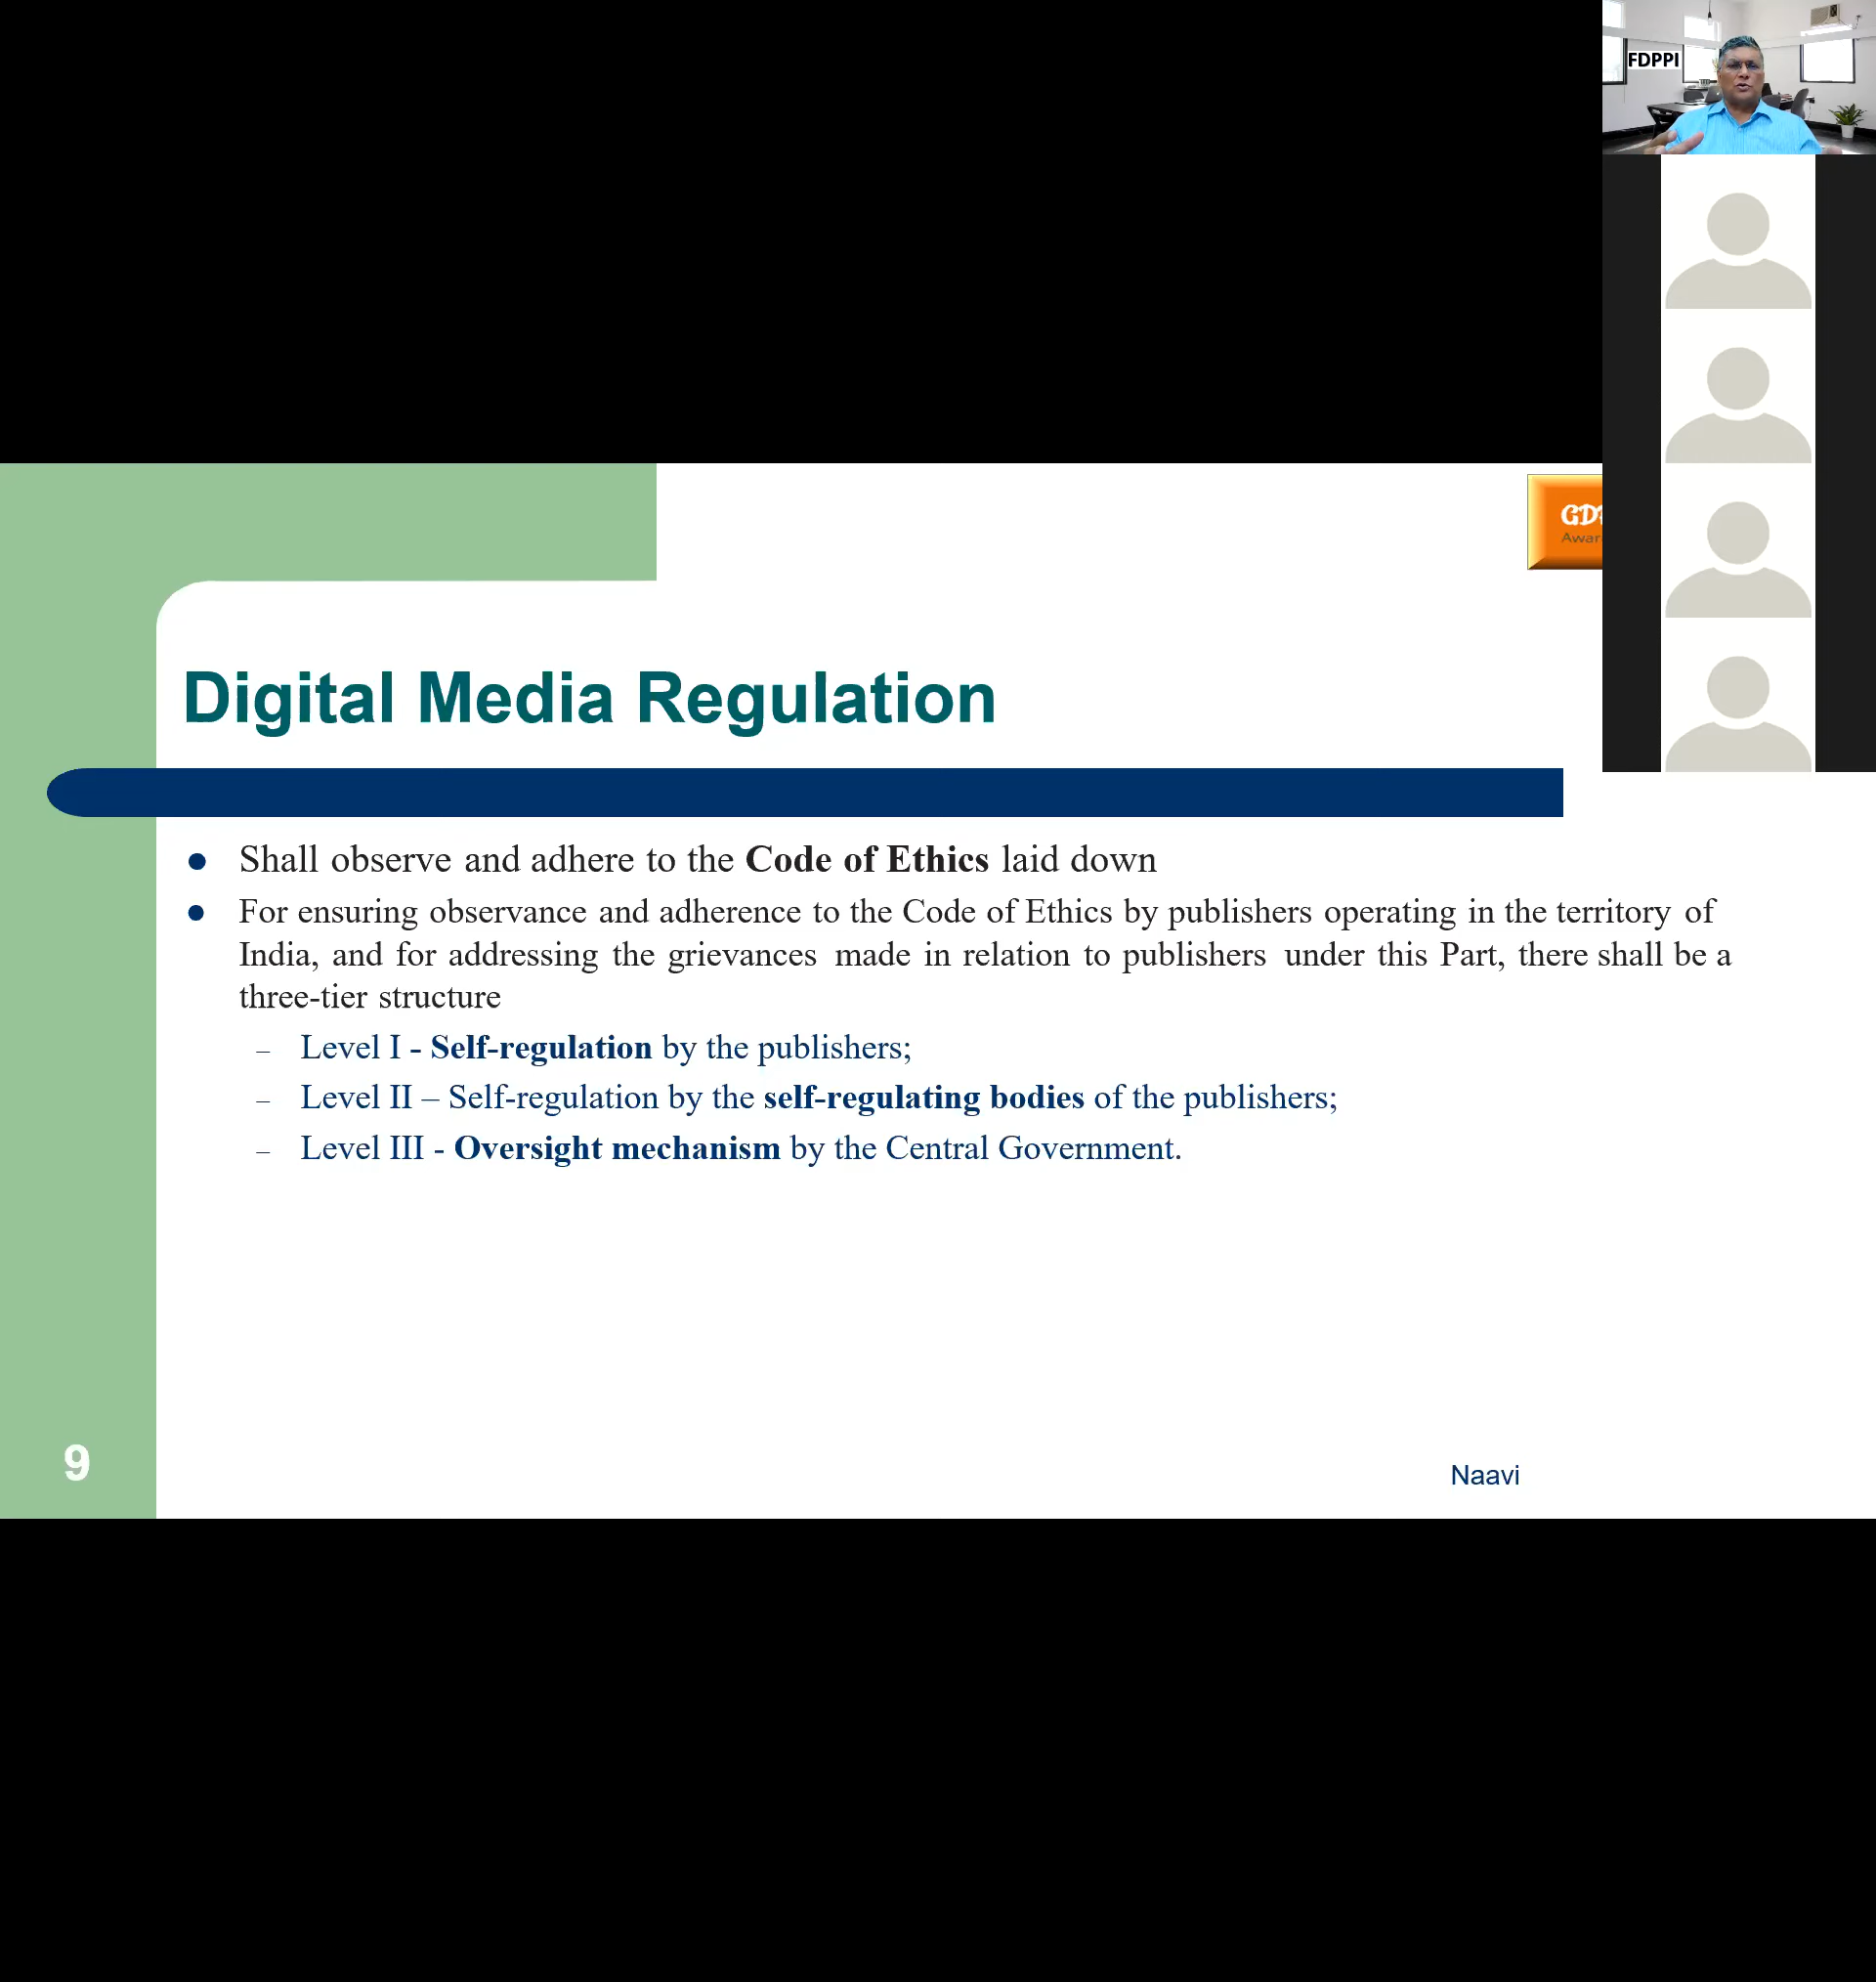 FDPPI
Digital Media Regulation
Shall observe and adhere to the Code of Ethics laid down
For ensuring observance and adherence to the Code of Ethics by publishers operating in the territory of
India, and for addressing the grievances made in relation to publishers under this Part, there shall be a
three-tier structure
– Level I - Self-regulation by the publishers;
– Level II – Self-regulation by the self-regulating bodies of the publishers;
– Level III - Oversight mechanism by the Central Government.
9
Naavi